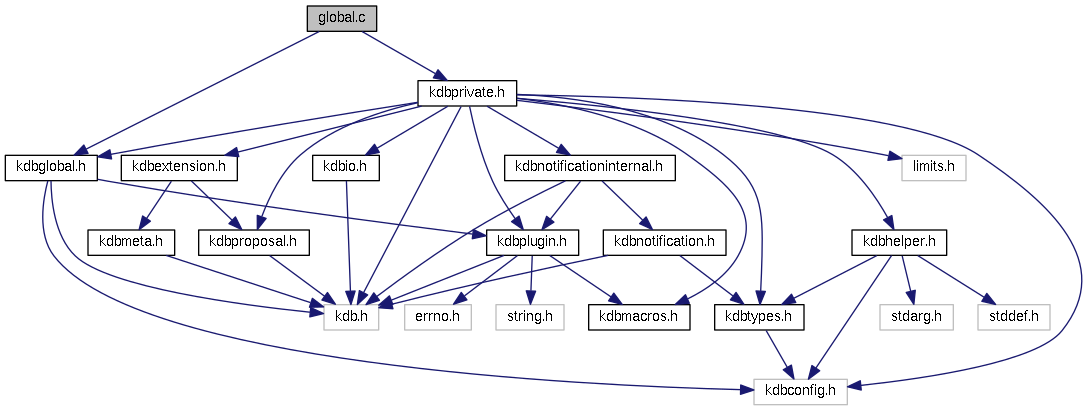 global.c
kdbprivate.h
kdbglobal.h
kdbextension.h
kdbio.h
kdbnotificationinternal.h
limits.h
kdbmeta.h
kdbproposal.h
kdbplugin.h
kdbnotification.h
kdbhelper.h
kdb.h
errno.h
string.h
kdbmacros.h
kdbtypes.h
stdarg.h
stddef.h
kdbconfig.h